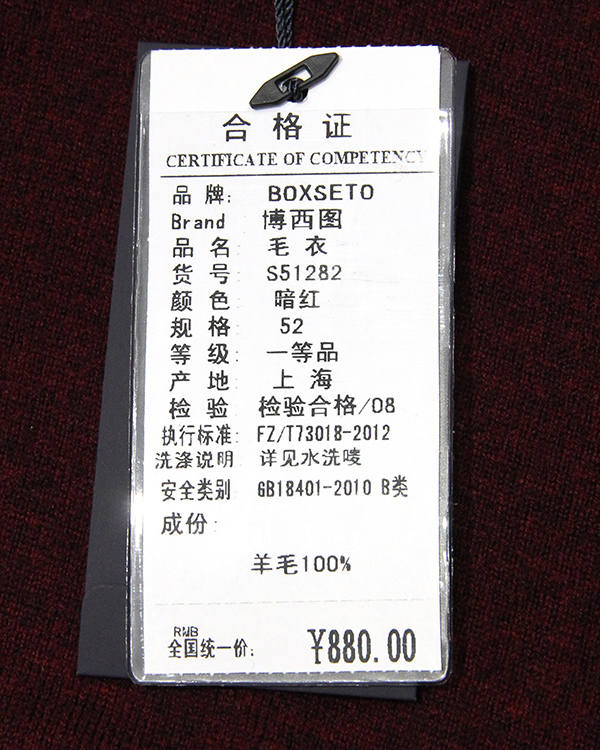 合格证
CERTIFICATE OF COMPETENCY
品牌: BOXSETO
Brand 博西图
品名: 毛衣
货号: S51282
颜色: 暗红
规格: 52
等级: 一等品
产地: 上海
检验: 检验合格/08
执行标准: FZ/T73018-2012
洗涤说明: 详见水洗唛
安全类别 GB18401-2010 B类
成份:
羊毛100%
RMB
全国统一价: ¥880.00